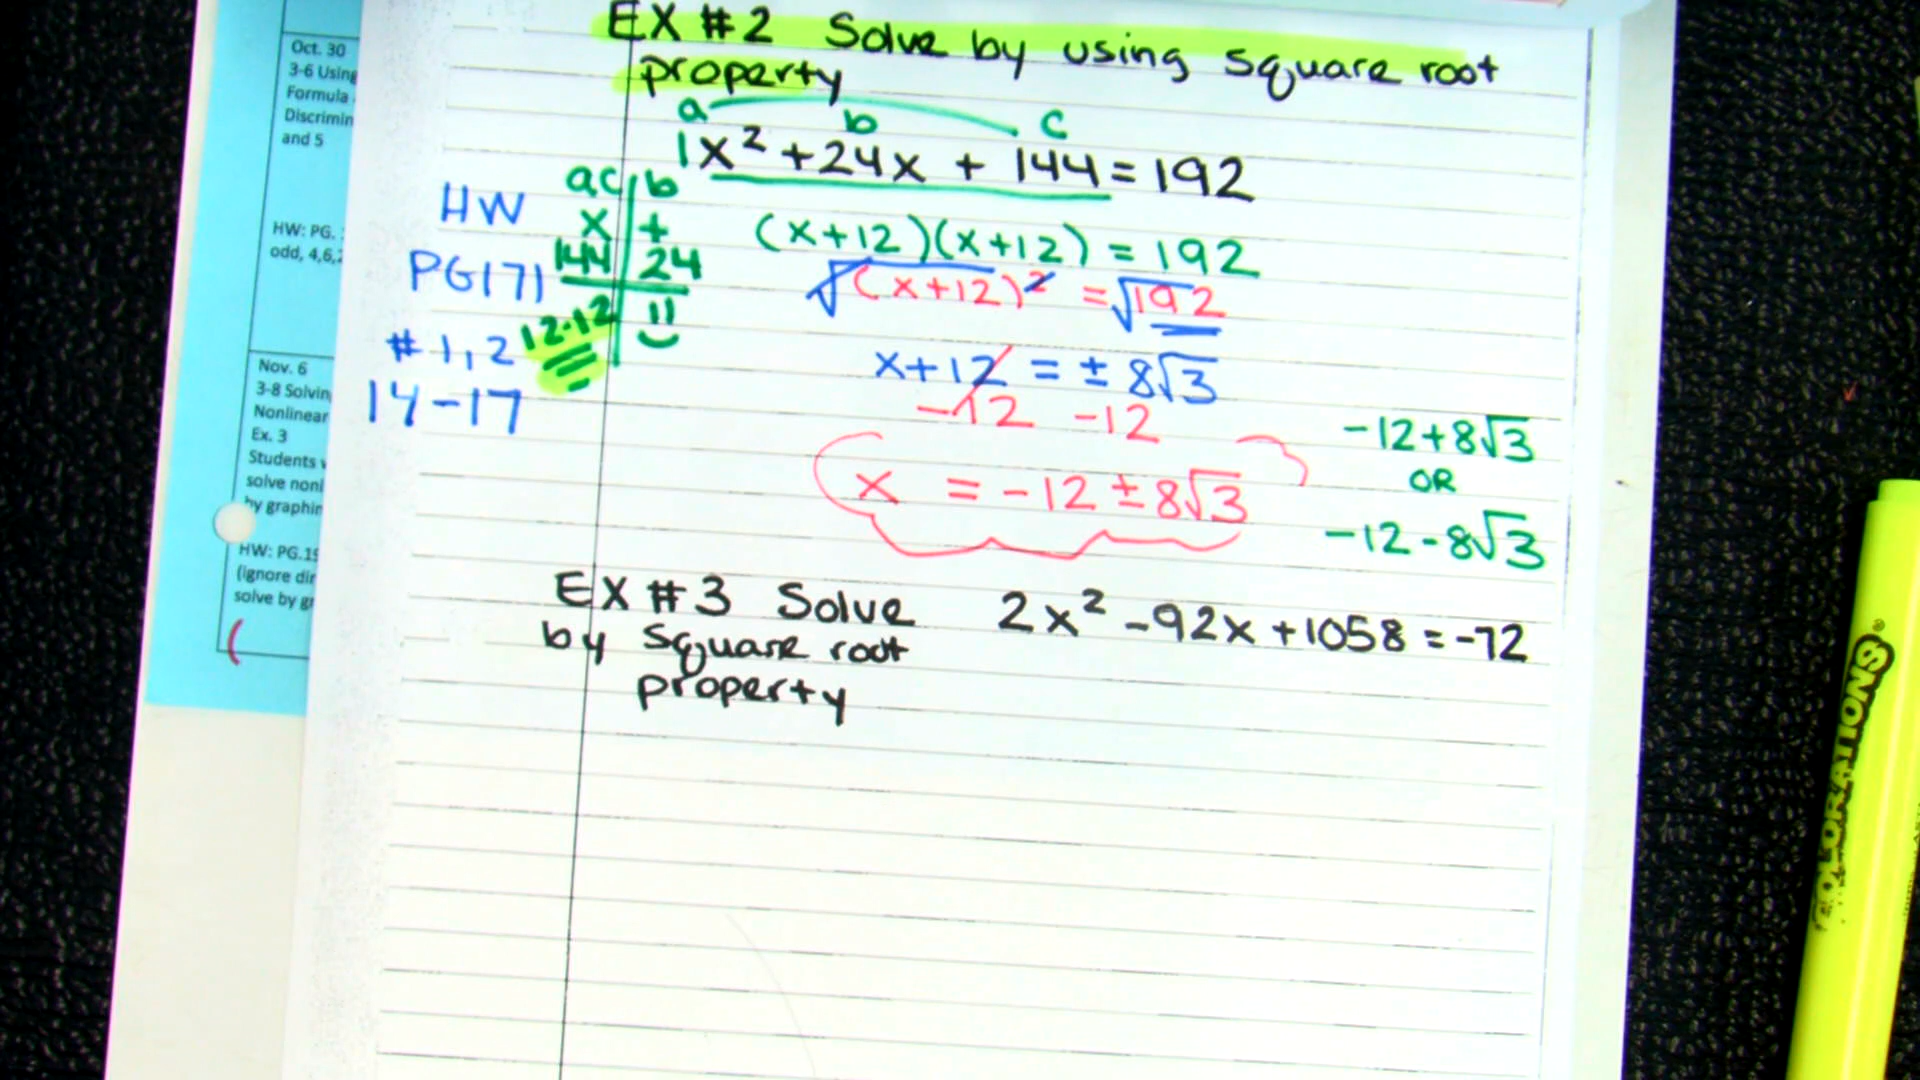 EX #2 Solve by using square root
property
a b c
1x² + 24x + 144 = 192
ac b
x +
144 24
12·12
(x+12)(x+12) = 192
√(x+12)² = √192
x+12 = ± 8√3
-12 -12
x = -12 ± 8√3
-12+8√3
OR
-12-8√3
HW
PG171
#1,2
14-17
EX #3 Solve 2x² - 92x + 1058 = -72
by square root
property
Oct. 30
3-6 Using
Formula
Discrimin
and 5
HW: PG.
odd, 4,6,
Nov. 6
3-8 Solvin
Nonlinear
Ex. 3
Students
solve nonl
by graphin
HW: PG.19
(ignore dir
solve by gr
COLORATIONS®